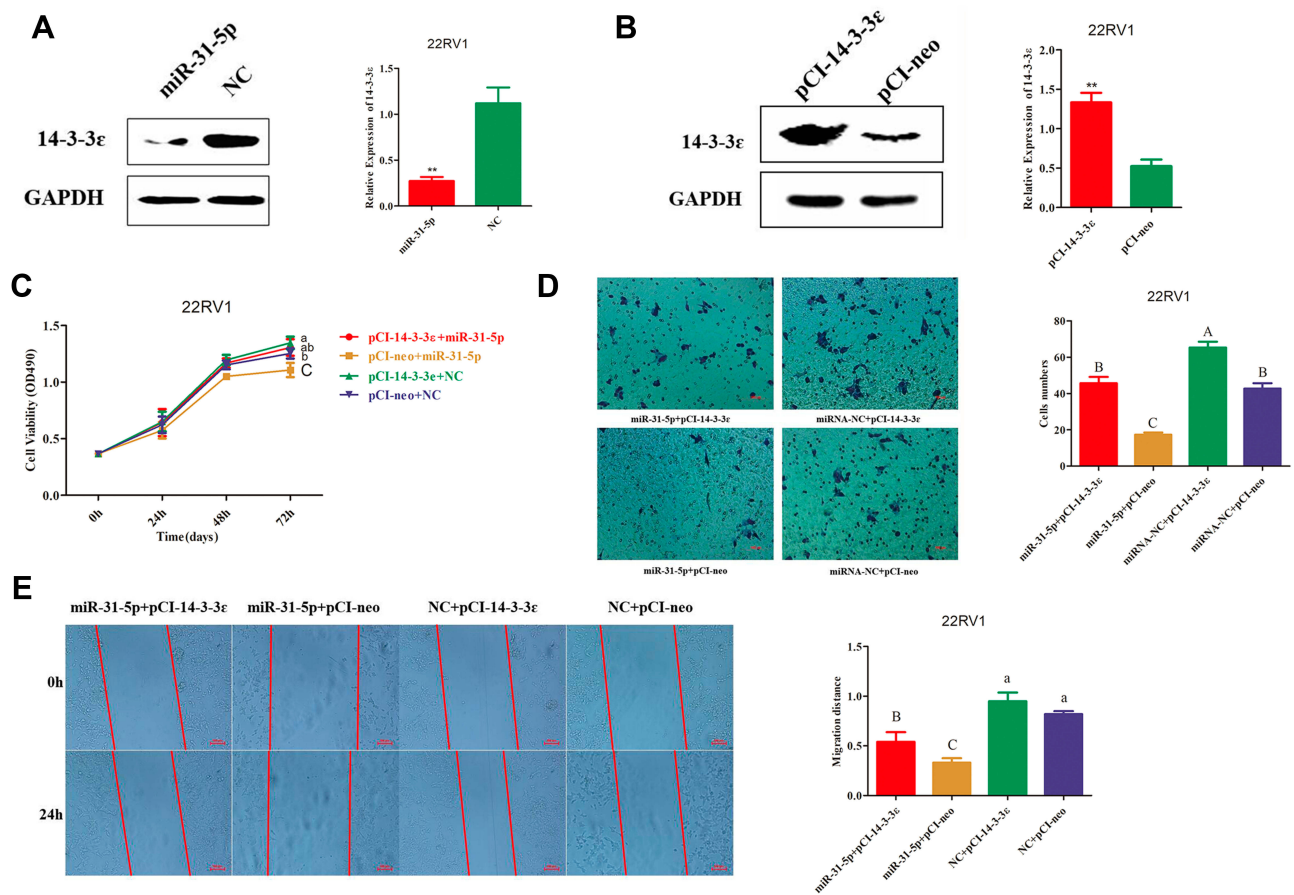 A
miR-31-5p
NC
14-3-3ε
GAPDH
22RV1
Relative Expression of 14-3-3ε
1.5
1.0
0.5
0.0
**
miR-31-5p
NC
B
pCI-14-3-3ε
pCI-neo
14-3-3ε
GAPDH
22RV1
Relative Expression of 14-3-3ε
2.0
1.5
1.0
0.5
0.0
**
pCI-14-3-3ε
pCI-neo
C
22RV1
Cell Viability (OD490)
1.5
1.0
0.5
0.0
0h
24h
48h
72h
Time(days)
a
ab
b
C
pCI-14-3-3ε+miR-31-5p
pCI-neo+miR-31-5p
pCI-14-3-3e+NC
pCI-neo+NC
D
miR-31-5p+pCI-14-3-3ε
miRNA-NC+pCI-14-3-3ε
miR-31-5p+pCI-neo
miRNA-NC+pCI-neo
22RV1
Cells numbers
80
60
40
20
0
B
C
A
B
miR-31-5p+pCI-14-3-3ε
miR-31-5p+pCI-neo
miRNA-NC+pCI-14-3-3ε
miRNA-NC+pCI-neo
E
miR-31-5p+pCI-14-3-3ε
miR-31-5p+pCI-neo
NC+pCI-14-3-3ε
NC+pCI-neo
0h
24h
22RV1
Migration distance
1.5
1.0
0.5
0.0
B
C
a
a
miR-31-5p+pCI-14-3-3ε
miR-31-5p+pCI-neo
NC+pCI-14-3-3ε
NC+pCI-neo